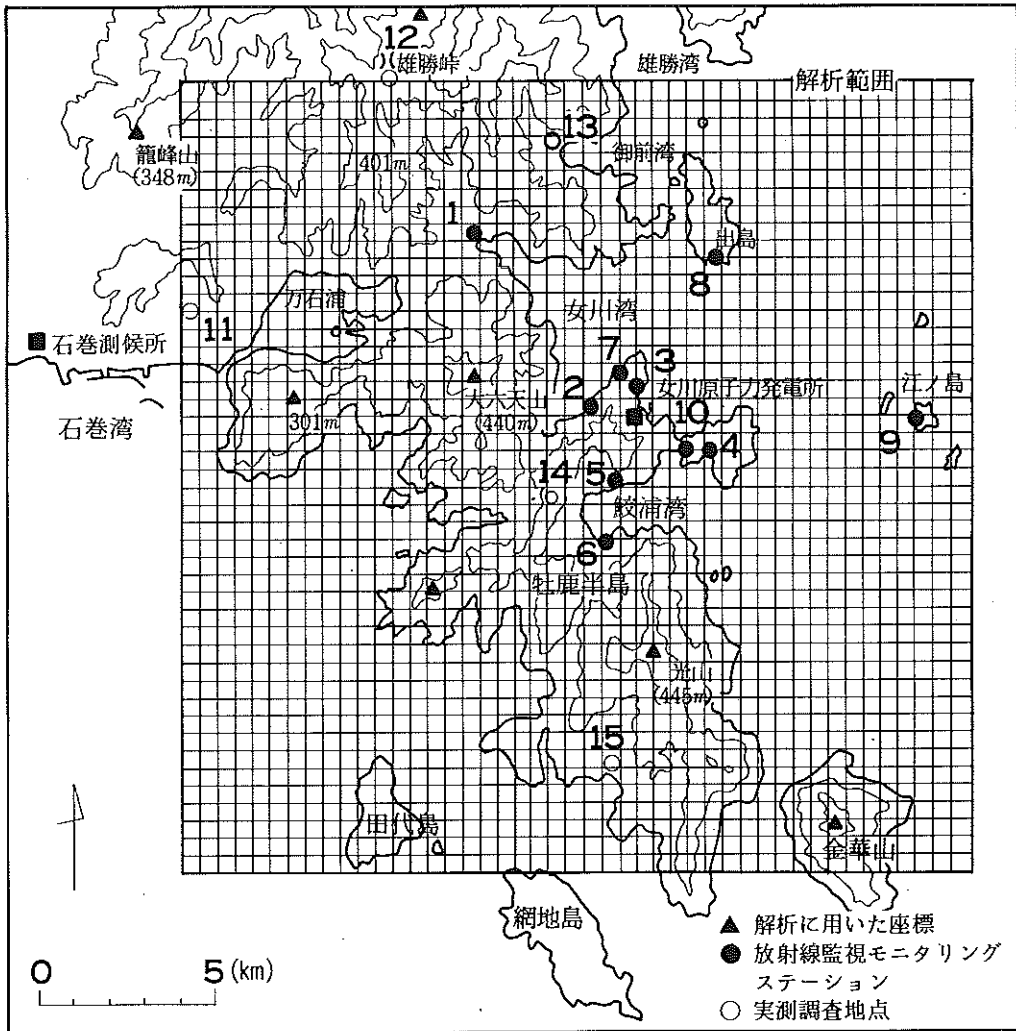 12
雄勝峠
雄勝湾
解析範囲
籠峰山
(348m)
401m
13
御前湾
1
出島
8
万石浦
女川湾
11
石巻測候所
7
3
2
女川原子力発電所
江ノ島
石巻湾
301m
大六天山
(440m)
10
4
9
14
5
鮫浦湾
6
牡鹿半島
光山
(445m)
15
田代島
金華山
網地島
▲ 解析に用いた座標
● 放射線監視モニタリング
ステーション
○ 実測調査地点
0 5(km)